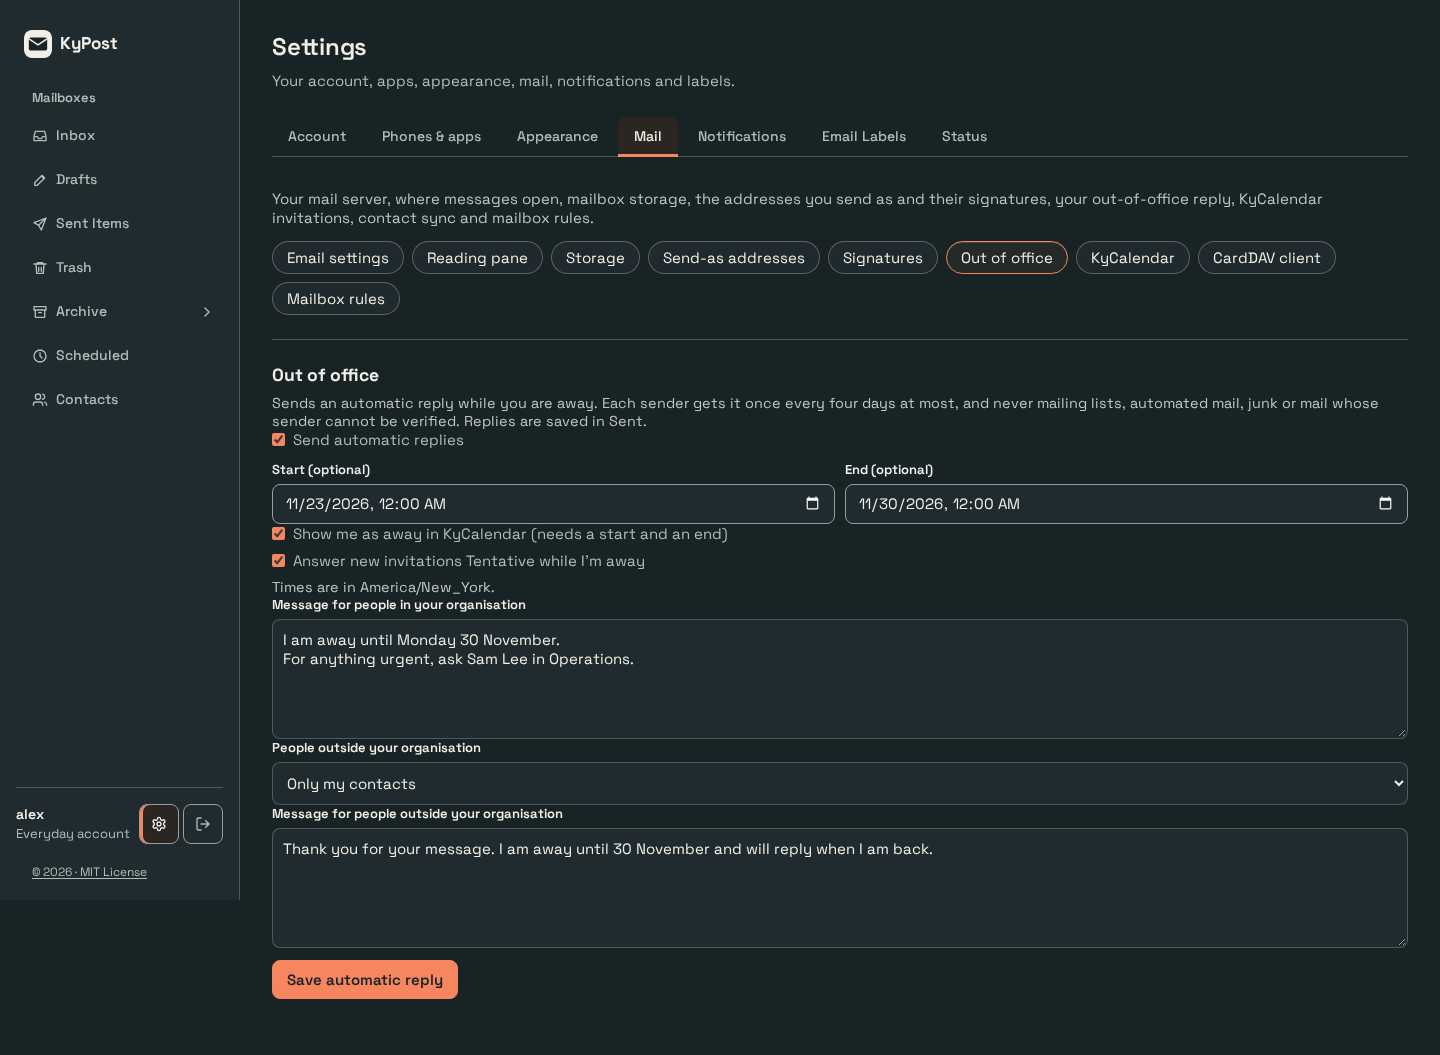 KyPost
Mailboxes
Inbox
Drafts
Sent Items
Trash
Archive
Scheduled
Contacts
alex
Everyday account
© 2026 · MIT License
Settings
Your account, apps, appearance, mail, notifications and labels.
Account
Phones & apps
Appearance
Mail
Notifications
Email Labels
Status
Your mail server, where messages open, mailbox storage, the addresses you send as and their signatures, your out-of-office reply, KyCalendar
invitations, contact sync and mailbox rules.
Email settings
Reading pane
Storage
Send-as addresses
Signatures
Out of office
KyCalendar
CardDAV client
Mailbox rules
Out of office
Sends an automatic reply while you are away. Each sender gets it once every four days at most, and never mailing lists, automated mail, junk or mail whose
sender cannot be verified. Replies are saved in Sent.
Send automatic replies
Start (optional)
11/23/2026, 12:00 AM
End (optional)
11/30/2026, 12:00 AM
Show me as away in KyCalendar (needs a start and an end)
Answer new invitations Tentative while I'm away
Times are in America/New_York.
Message for people in your organisation
I am away until Monday 30 November.
For anything urgent, ask Sam Lee in Operations.
People outside your organisation
Only my contacts
Message for people outside your organisation
Thank you for your message. I am away until 30 November and will reply when I am back.
Save automatic reply